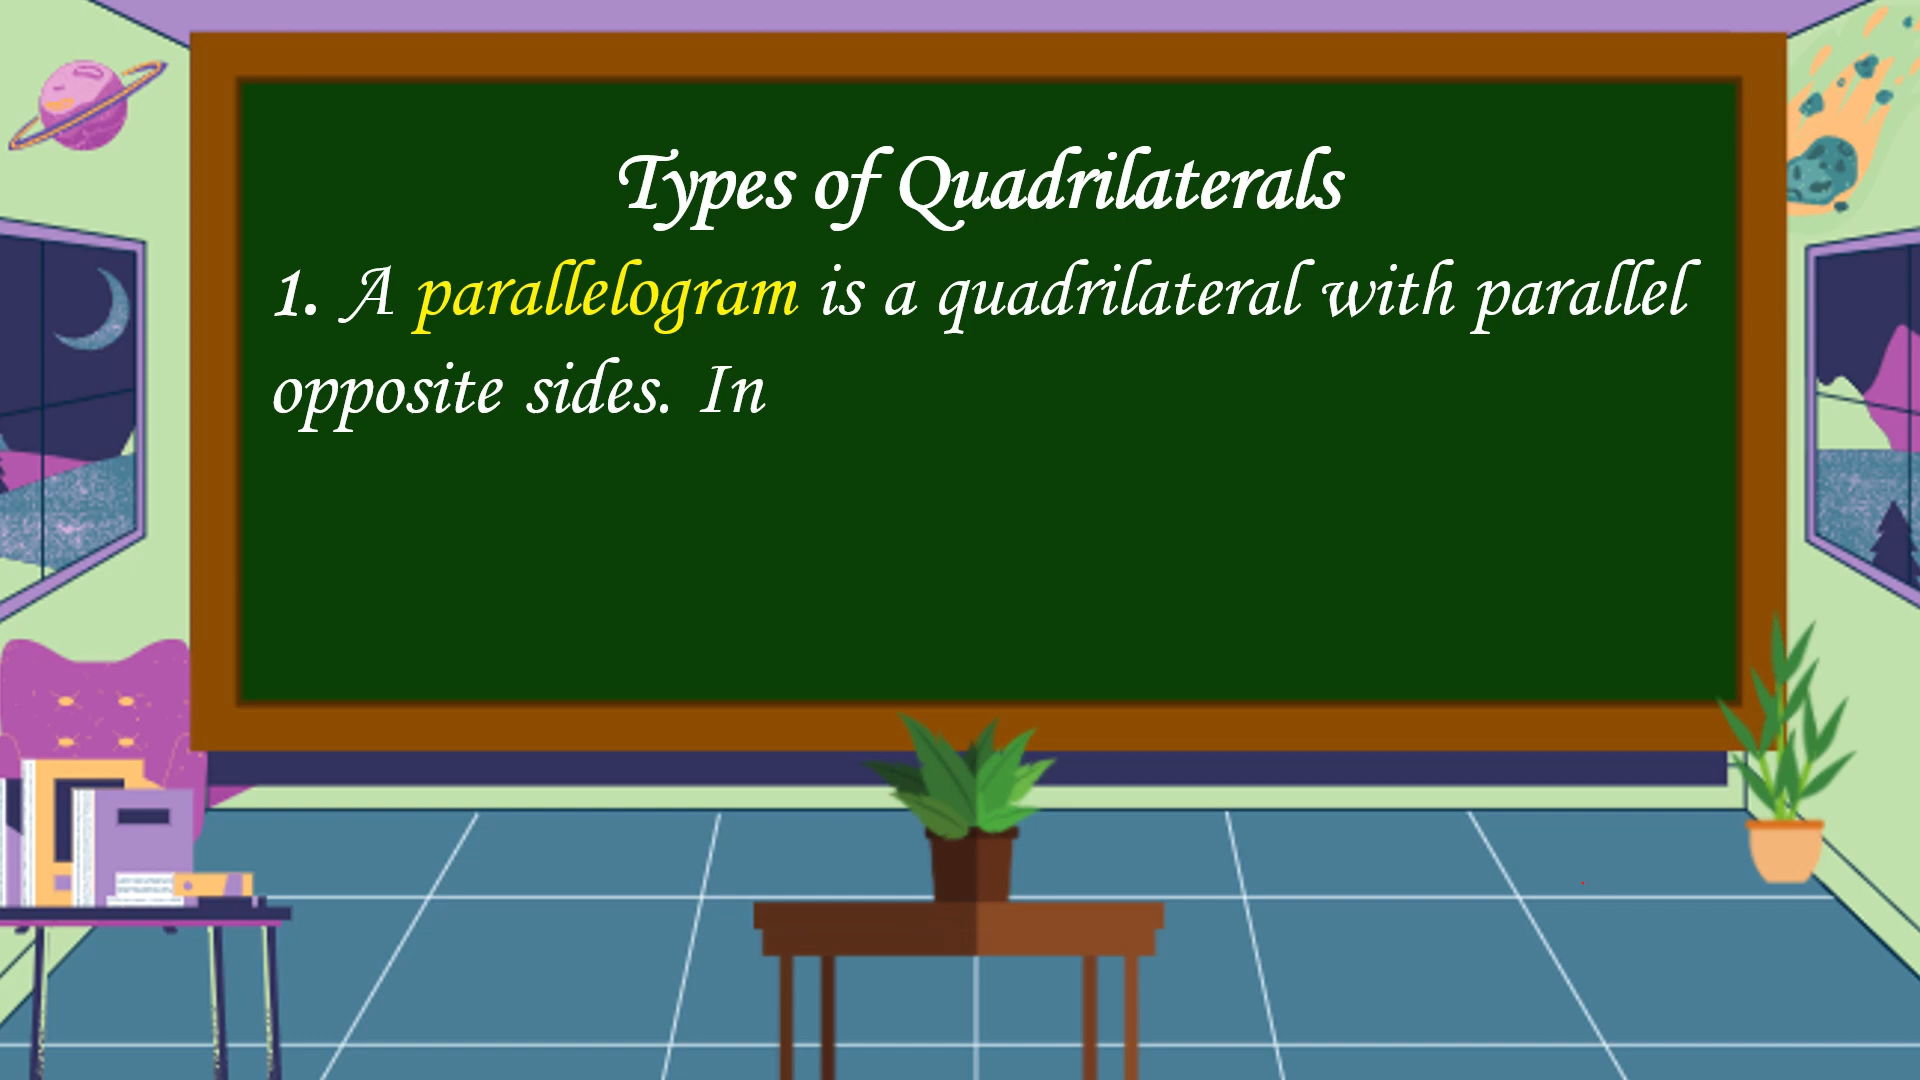 Types of Quadrilaterals
1. A parallelogram is a quadrilateral with parallel
opposite sides. In